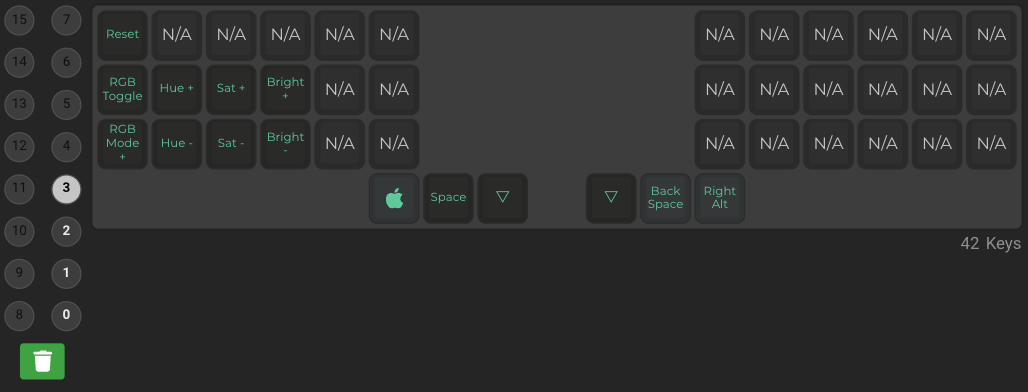 15 7 Reset N/A N/A N/A N/A N/A N/A N/A N/A N/A N/A N/A
14 6 RGB Toggle Hue + Sat + Bright + N/A N/A N/A N/A N/A N/A N/A N/A
13 5
12 4 RGB Mode + Hue - Sat - Bright - N/A N/A N/A N/A N/A N/A N/A N/A
11 3 Space ▽ ▽ Back Space Right Alt
10 2
42 Keys
9 1
8 0